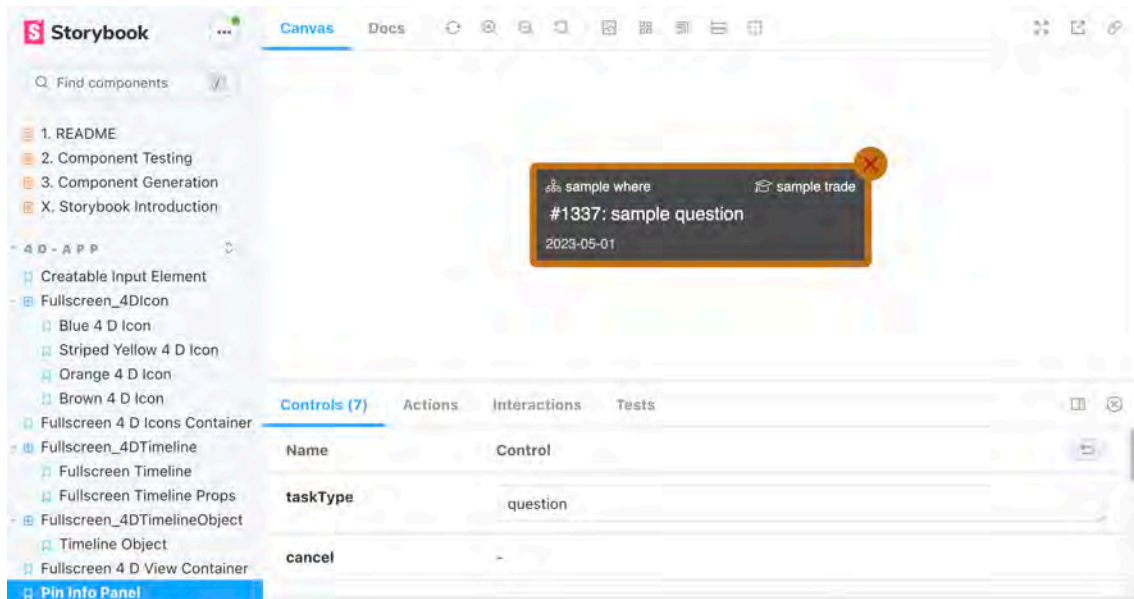 Storybook
Find components
/
1. README
2. Component Testing
3. Component Generation
X. Storybook Introduction
4D-APP
Creatable Input Element
Fullscreen_4DIcon
Blue 4 D Icon
Striped Yellow 4 D Icon
Orange 4 D Icon
Brown 4 D Icon
Fullscreen 4 D Icons Container
Fullscreen_4DTimeline
Fullscreen Timeline
Fullscreen Timeline Props
Fullscreen_4DTimelineObject
Timeline Object
Fullscreen 4 D View Container
Pin Info Panel
Canvas Docs
sample where sample trade
#1337: sample question
2023-05-01
Controls (7) Actions Interactions Tests
Name Control
taskType question
cancel -